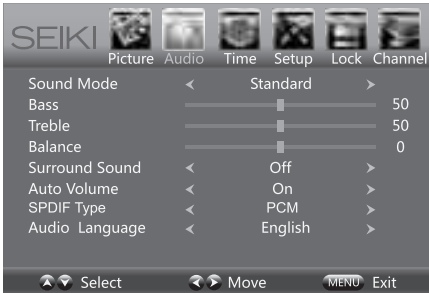 SEIKI
Picture Audio Time Setup Lock Channel
Sound Mode Standard
Bass 50
Treble 50
Balance 0
Surround Sound Off
Auto Volume On
SPDIF Type PCM
Audio Language English
Select Move MENU Exit